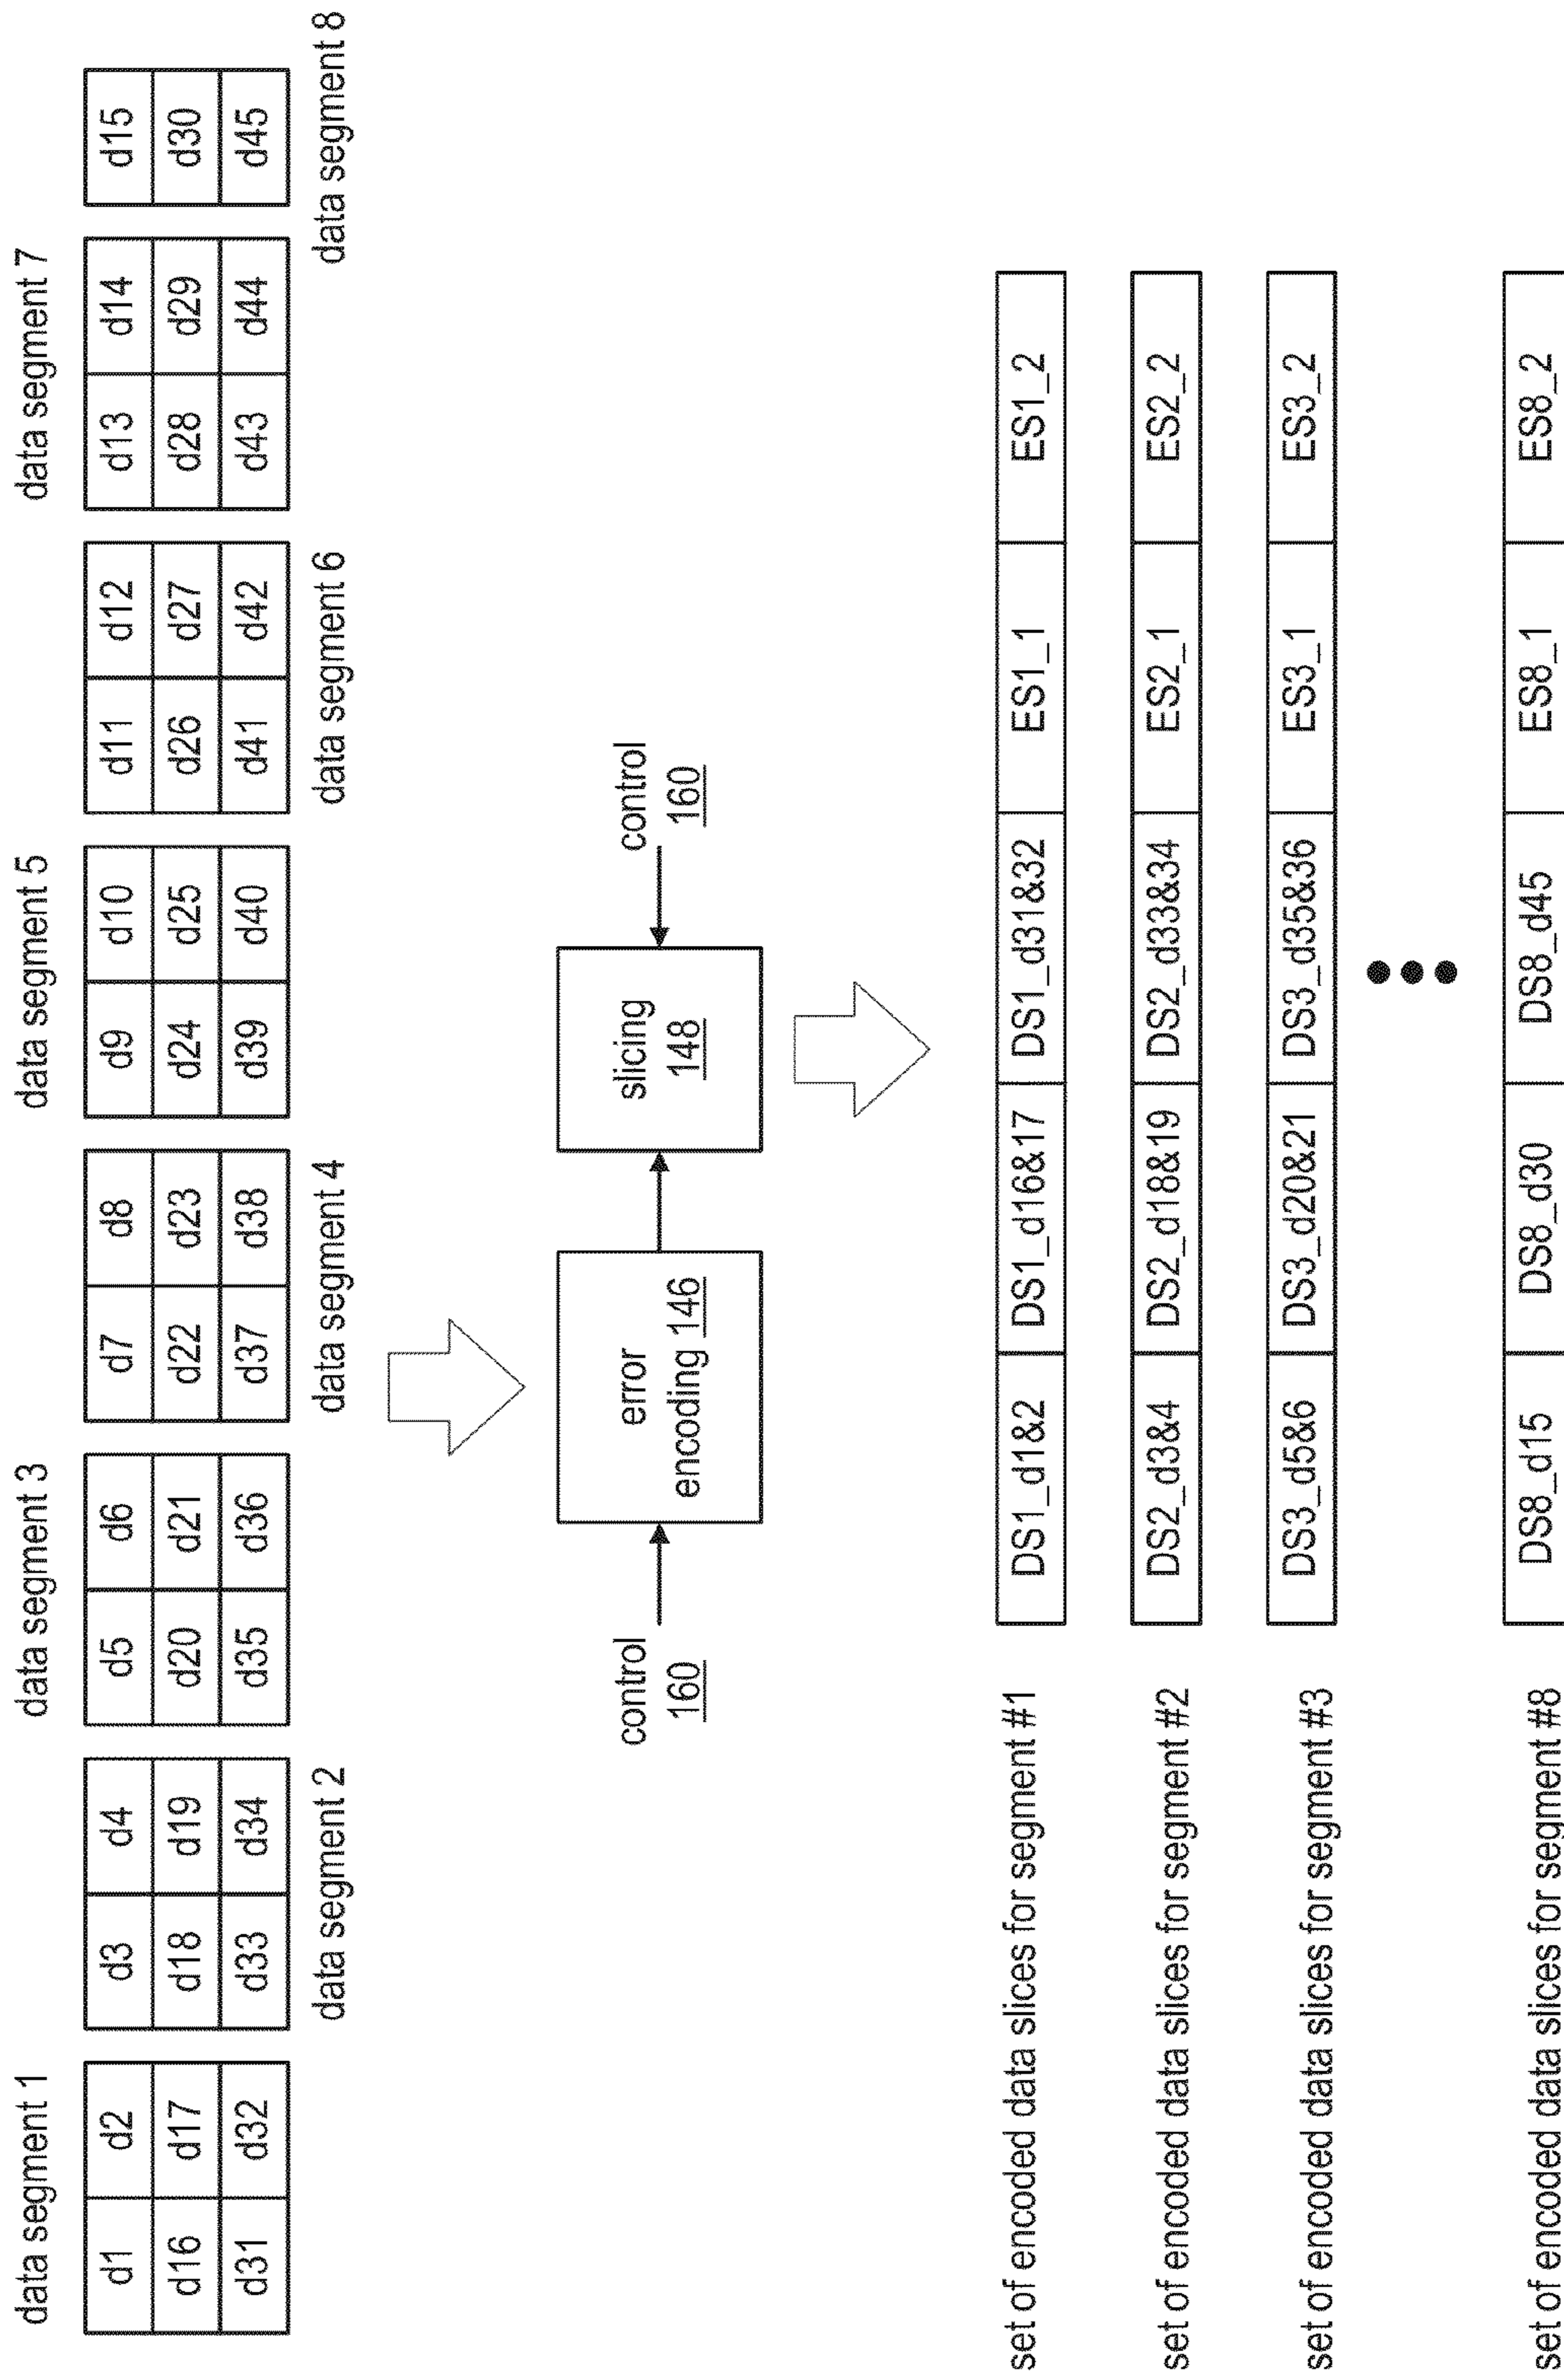 data segment 1
data segment 3
data segment 5
data segment 7
d1 d2 d3 d4 d5 d6 d7 d8 d9 d10 d11 d12 d13 d14 d15
d16 d17 d18 d19 d20 d21 d22 d23 d24 d25 d26 d27 d28 d29 d30
d31 d32 d33 d34 d35 d36 d37 d38 d39 d40 d41 d42 d43 d44 d45
data segment 2
data segment 4
data segment 6
data segment 8
control
160
error
encoding 146
slicing
148
control
160
set of encoded data slices for segment #1
DS1_d1&2 DS1_d16&17 DS1_d31&32 ES1_1 ES1_2
set of encoded data slices for segment #2
DS2_d3&4 DS2_d18&19 DS2_d33&34 ES2_1 ES2_2
set of encoded data slices for segment #3
DS3_d5&6 DS3_d20&21 DS3_d35&36 ES3_1 ES3_2
set of encoded data slices for segment #8
DS8_d15 DS8_d30 DS8_d45 ES8_1 ES8_2